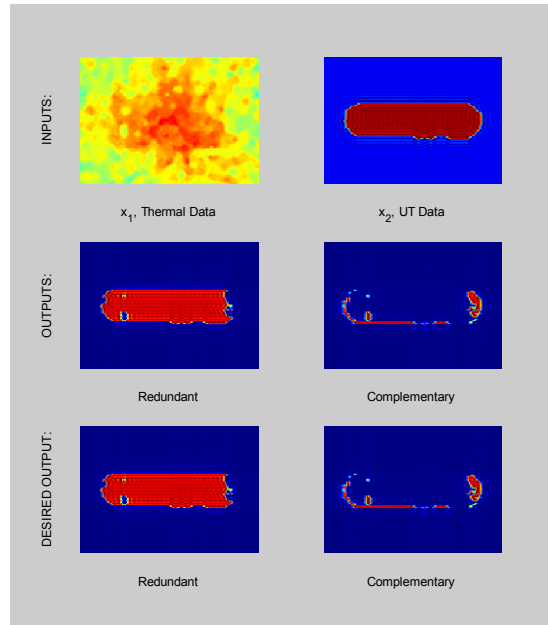 INPUTS:
x1, Thermal Data
x2, UT Data
OUTPUTS:
Redundant
Complementary
DESIRED OUTPUT:
Redundant
Complementary